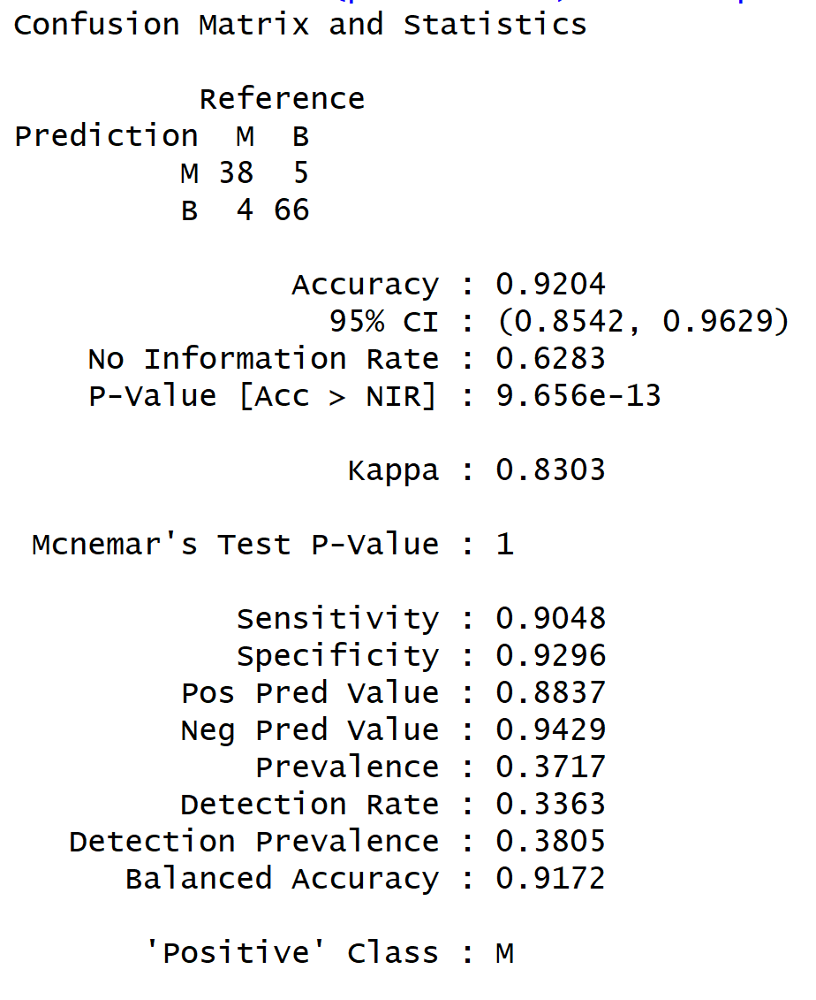 Confusion Matrix and Statistics
Reference
Prediction M B
M 38 5
B 4 66
Accuracy : 0.9204
95% CI : (0.8542, 0.9629)
No Information Rate : 0.6283
P-Value [Acc > NIR] : 9.656e-13
Kappa : 0.8303
Mcnemar's Test P-Value : 1
Sensitivity : 0.9048
Specificity : 0.9296
Pos Pred Value : 0.8837
Neg Pred Value : 0.9429
Prevalence : 0.3717
Detection Rate : 0.3363
Detection Prevalence : 0.3805
Balanced Accuracy : 0.9172
'Positive' Class : M